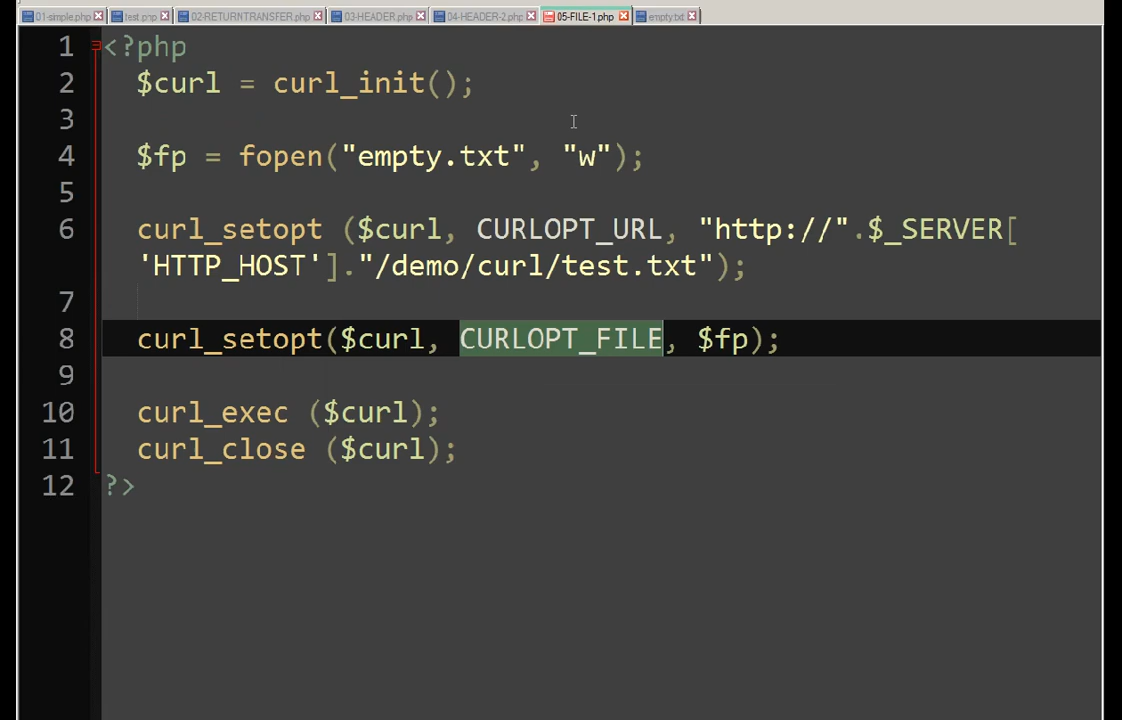 01-simple.php test.php 02-RETURNTRANSFER.php 03-HEADER.php 04-HEADER-2.php 05-FILE-1.php empty.txt
1 <?php
2 $curl = curl_init();
3
4 $fp = fopen("empty.txt", "w");
5
6 curl_setopt ($curl, CURLOPT_URL, "http://".$_SERVER[
'HTTP_HOST']."/demo/curl/test.txt");
7
8 curl_setopt($curl, CURLOPT_FILE, $fp);
9
10 curl_exec ($curl);
11 curl_close ($curl);
12 ?>